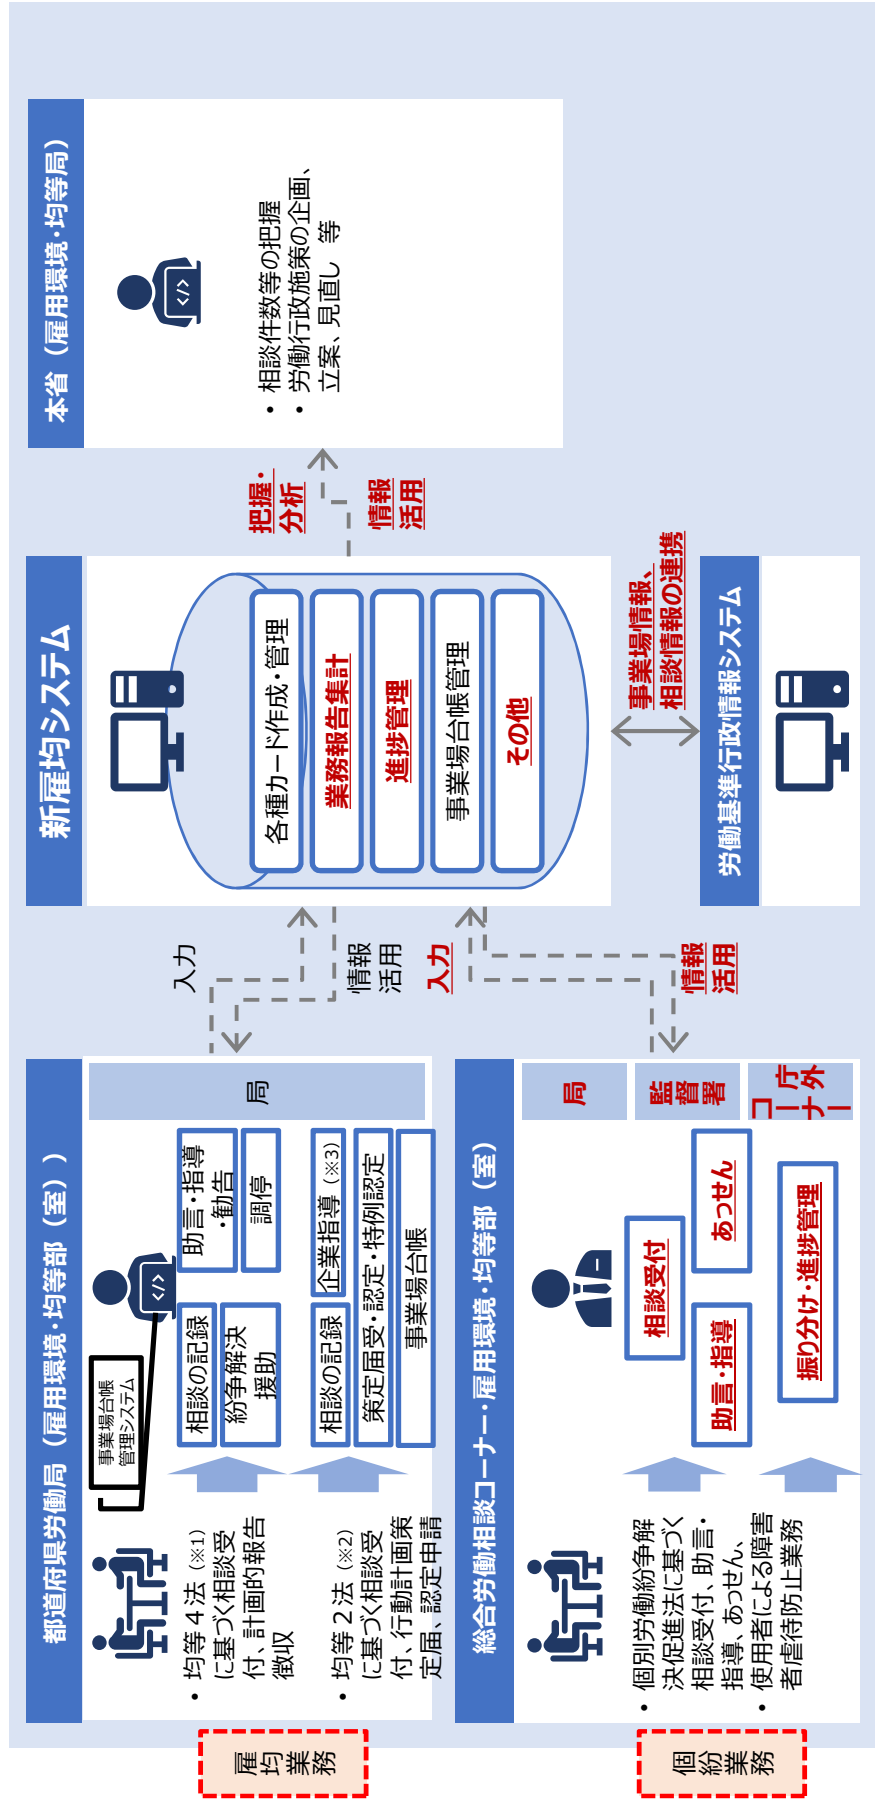 雇均業務
都道府県労働局（雇用環境・均等部（室））
事業場台帳
管理システム
・均等４法（※1）
に基づく相談受
付、計画的報告
徴収
・均等２法（※2）
に基づく相談受
付、行動計画策
定届、認定申請
相談の記録
助言・指導
・勧告
紛争解決
援助
調停
相談の記録
企業指導（※3）
策定届受・認定・特例認定
事業場台帳
局
入力
情報
活用
個紛業務
総合労働相談コーナー・雇用環境・均等部（室）
・個別労働紛争解
決促進法に基づく
相談受付、助言・
指導、あっせん、
・使用者による障害
者虐待防止業務
相談受付
助言・指導
あっせん
振り分け・進捗管理
局
監督署
庁外
コーナー
入力
情報
活用
新雇均システム
各種カード作成・管理
業務報告集計
進捗管理
事業場台帳管理
その他
把握・
分析
情報
活用
事業場情報、
相談情報の連携
労働基準行政情報システム
本省（雇用環境・均等局）
・相談件数等の把握
・労働行政施策の企画、
立案、見直し 等